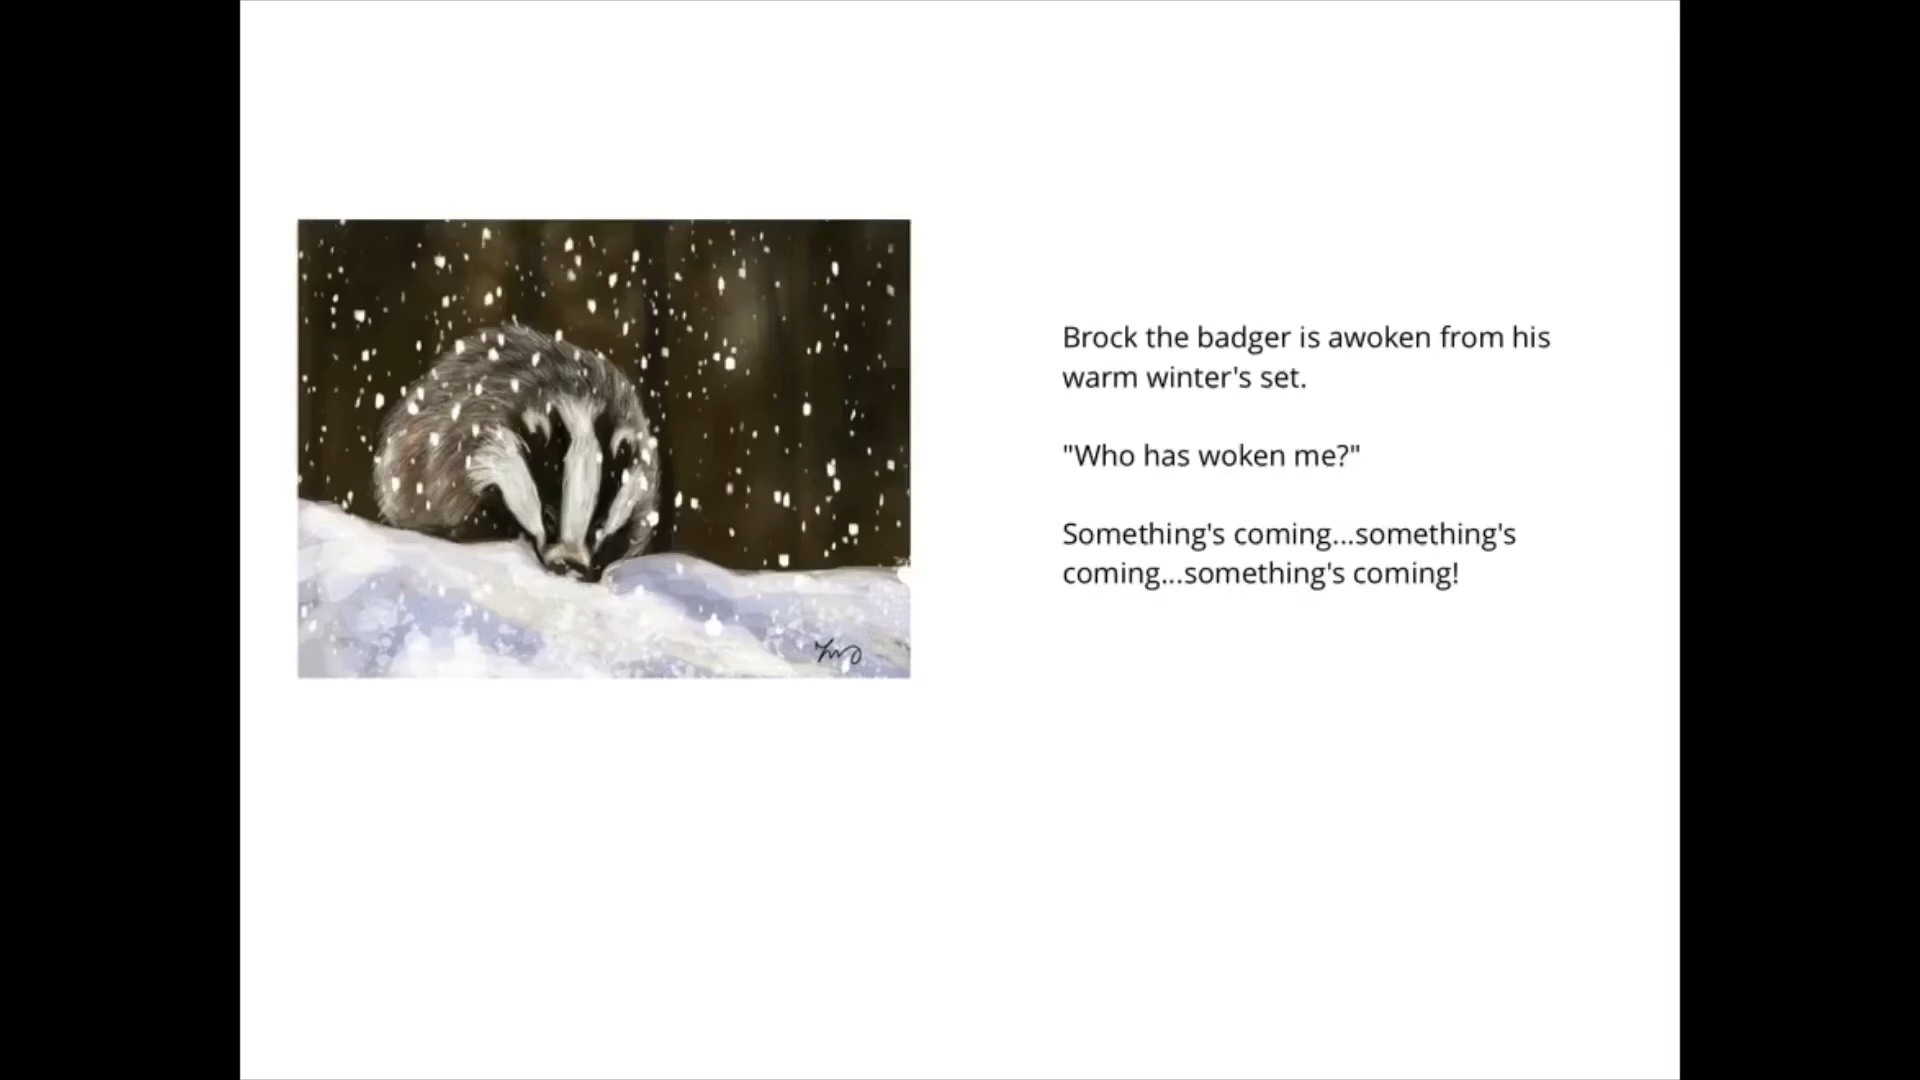 Brock the badger is awoken from his
warm winter's set.
"Who has woken me?"
Something's coming...something's
coming...something's coming!